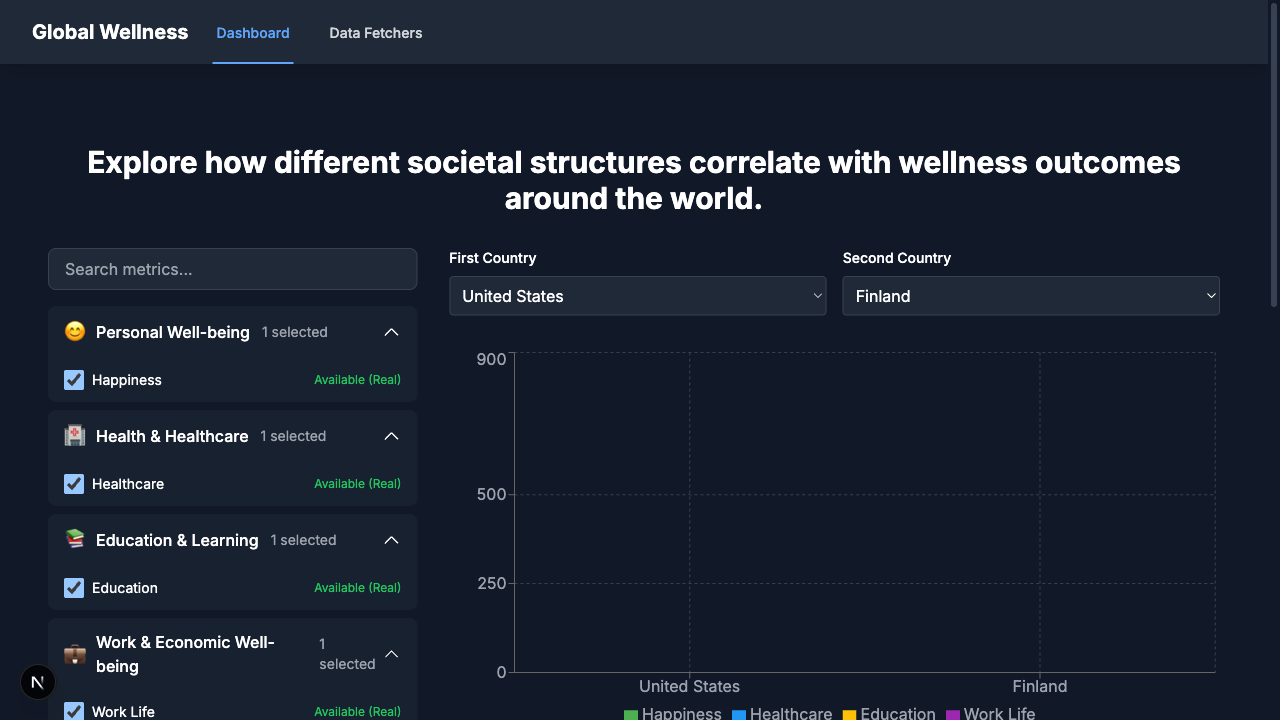 Global Wellness
Dashboard
Data Fetchers
Explore how different societal structures correlate with wellness outcomes
around the world.
Search metrics...
Personal Well-being
1 selected
Happiness
Available (Real)
Health & Healthcare
1 selected
Healthcare
Available (Real)
Education & Learning
1 selected
Education
Available (Real)
Work & Economic Well-
being
1
selected
Work Life
Available (Real)
N
First Country
United States
Second Country
Finland
900
500
250
0
United States
Finland
Happiness
Healthcare
Education
Work Life